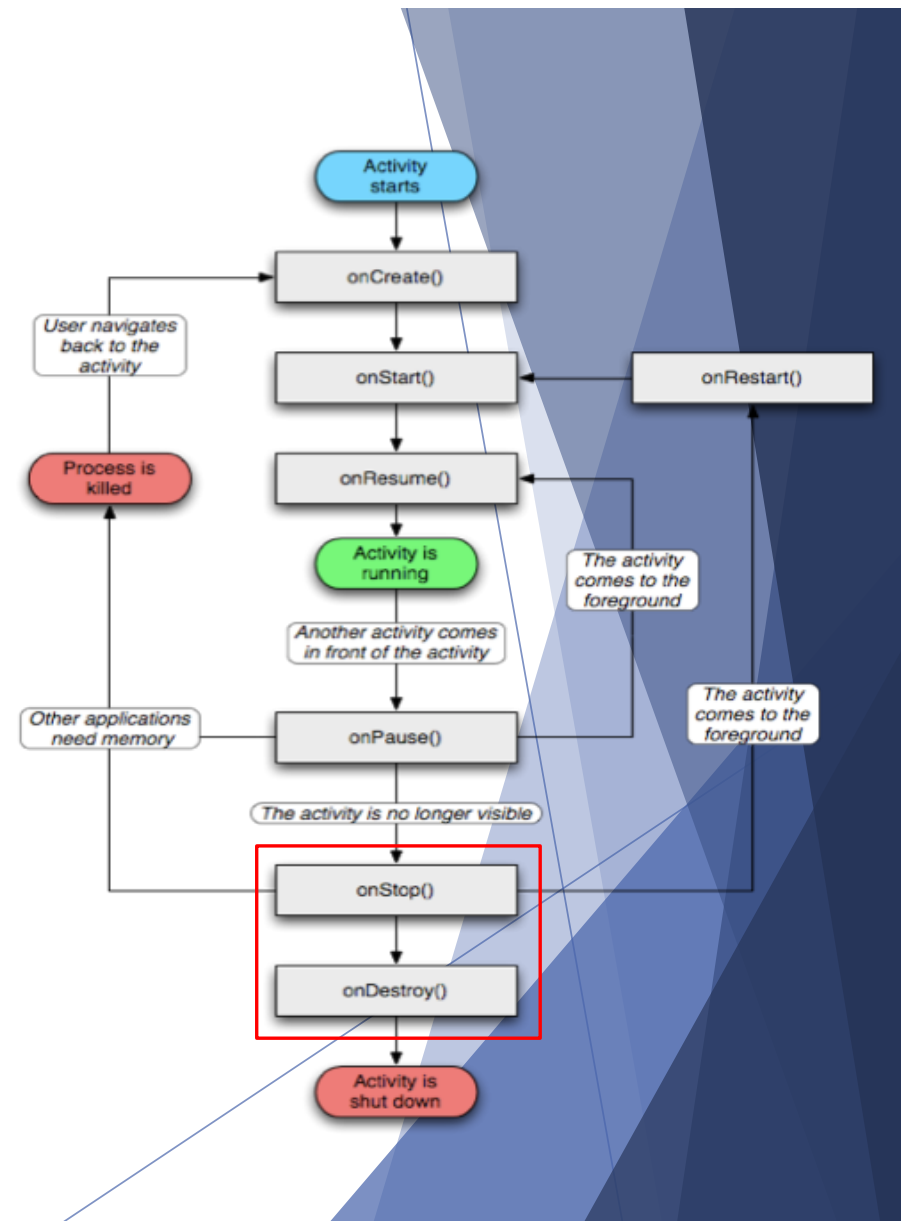 Activity
starts
onCreate()
User navigates
back to the
activity
onStart()
onRestart()
Process is
killed
onResume()
Activity is
running
The activity
comes to the
foreground
Another activity comes
in front of the activity
Other applications
need memory
onPause()
The activity
comes to the
foreground
The activity is no longer visible
onStop()
onDestroy()
Activity is
shut down